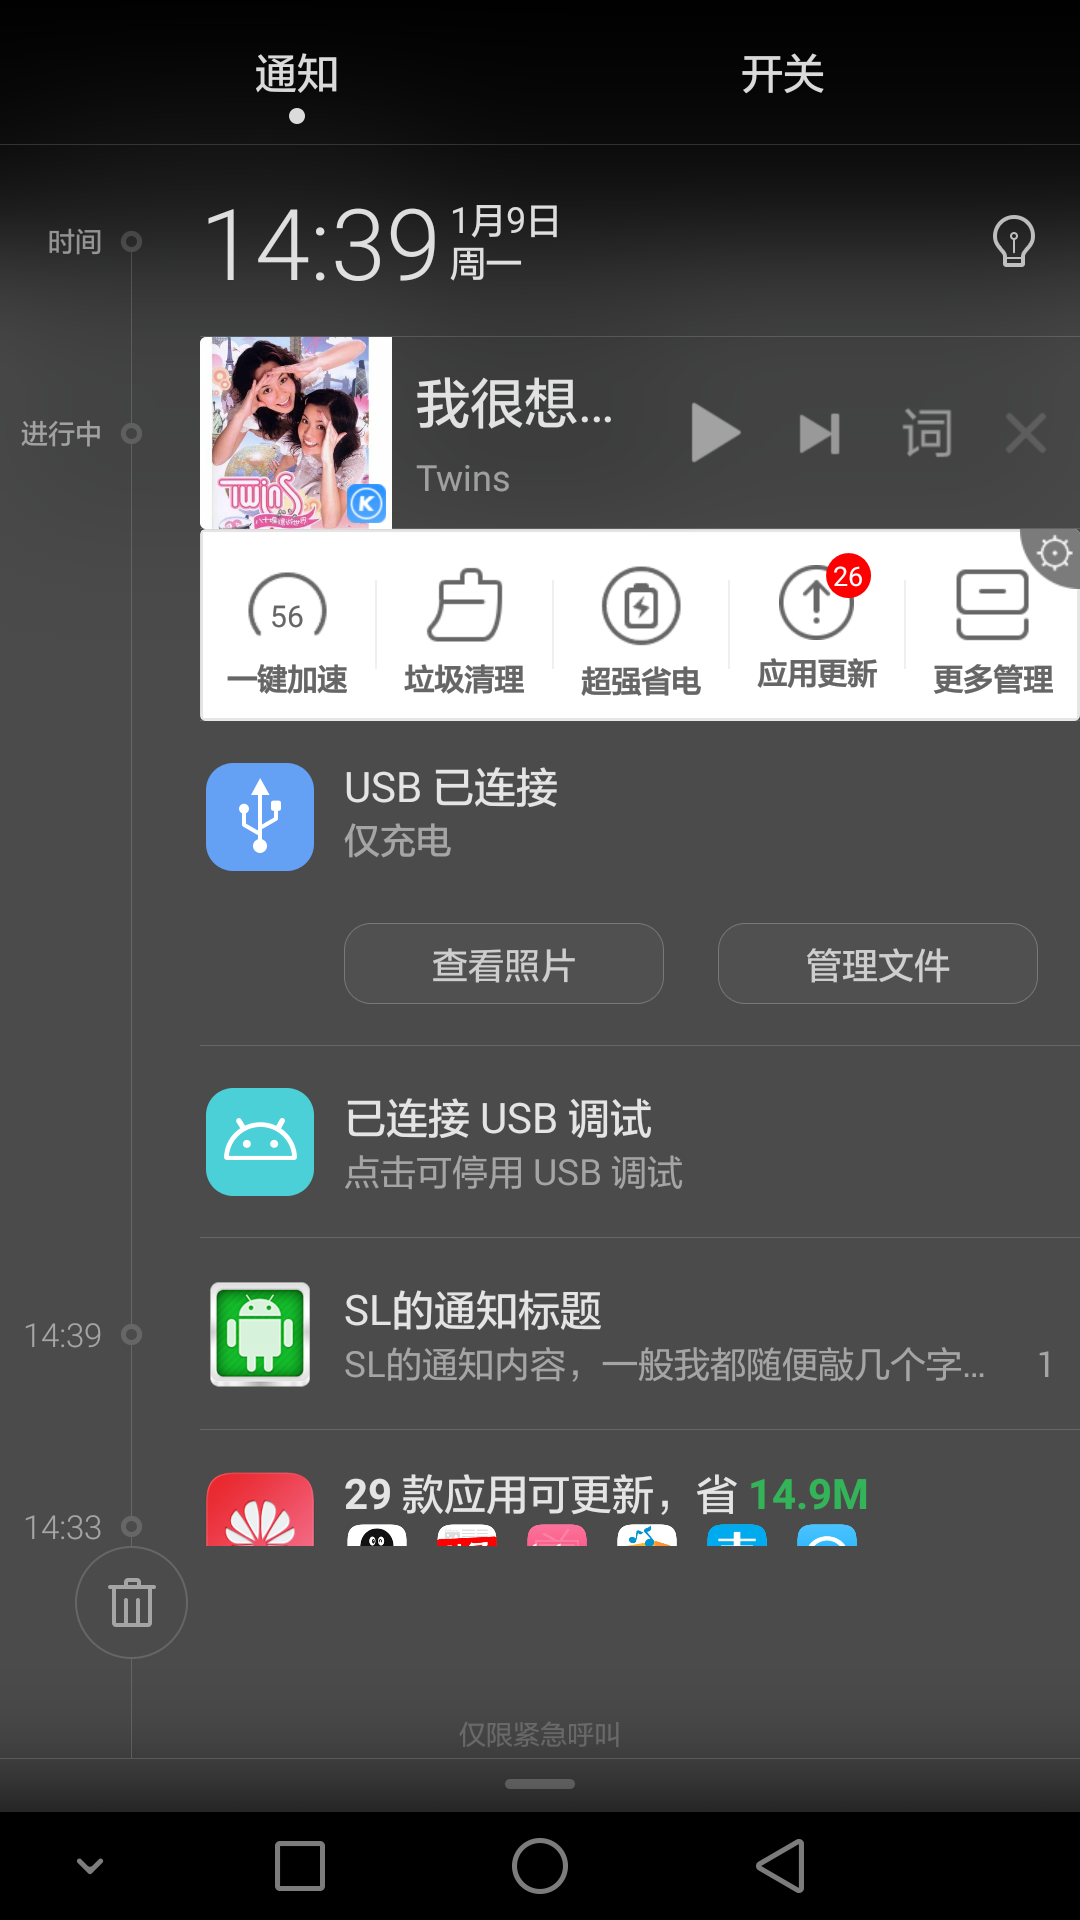 通知
开关
时间
14:39
1月9日
周一
进行中
Twins
我很想...
Twins
词
56
一键加速
垃圾清理
超强省电
26
应用更新
更多管理
USB 已连接
仅充电
查看照片
管理文件
已连接 USB 调试
点击可停用 USB 调试
14:39
SL的通知标题
SL的通知内容，一般我都随便敲几个字...
1
14:33
29 款应用可更新，省 14.9M
仅限紧急呼叫